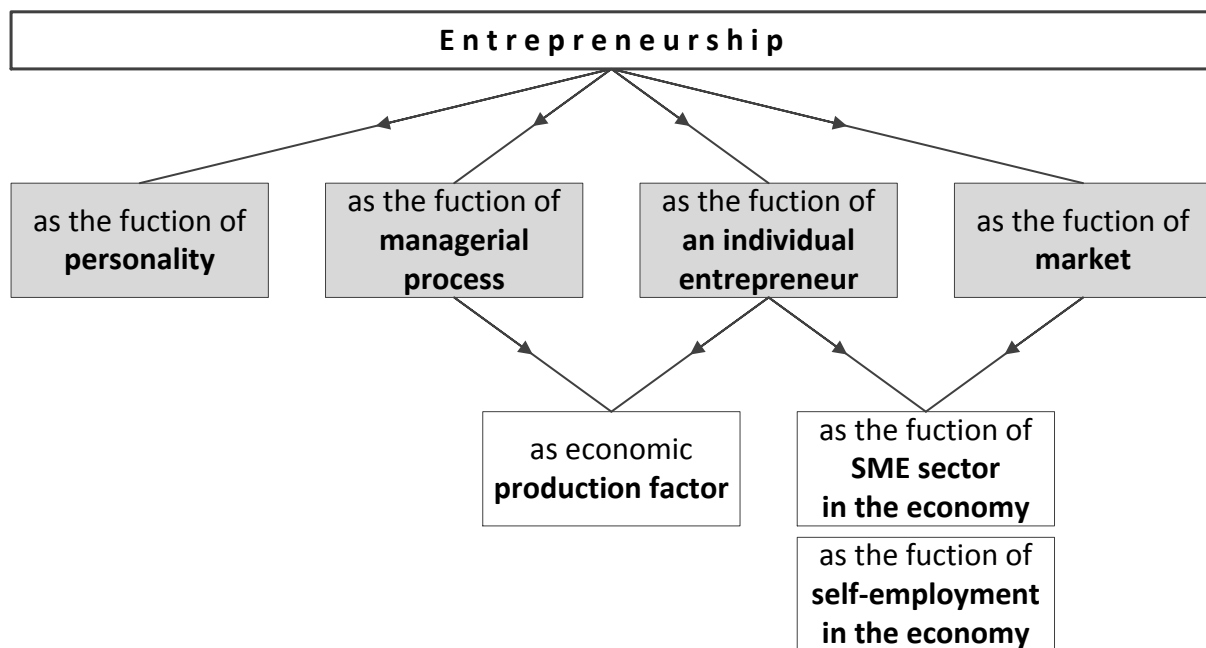 Entrepreneurship
as the fuction of
personality
as the fuction of
managerial
process
as the fuction of
an individual
entrepreneur
as the fuction of
market
as economic
production factor
as the fuction of
SME sector
in the economy
as the fuction of
self-employment
in the economy